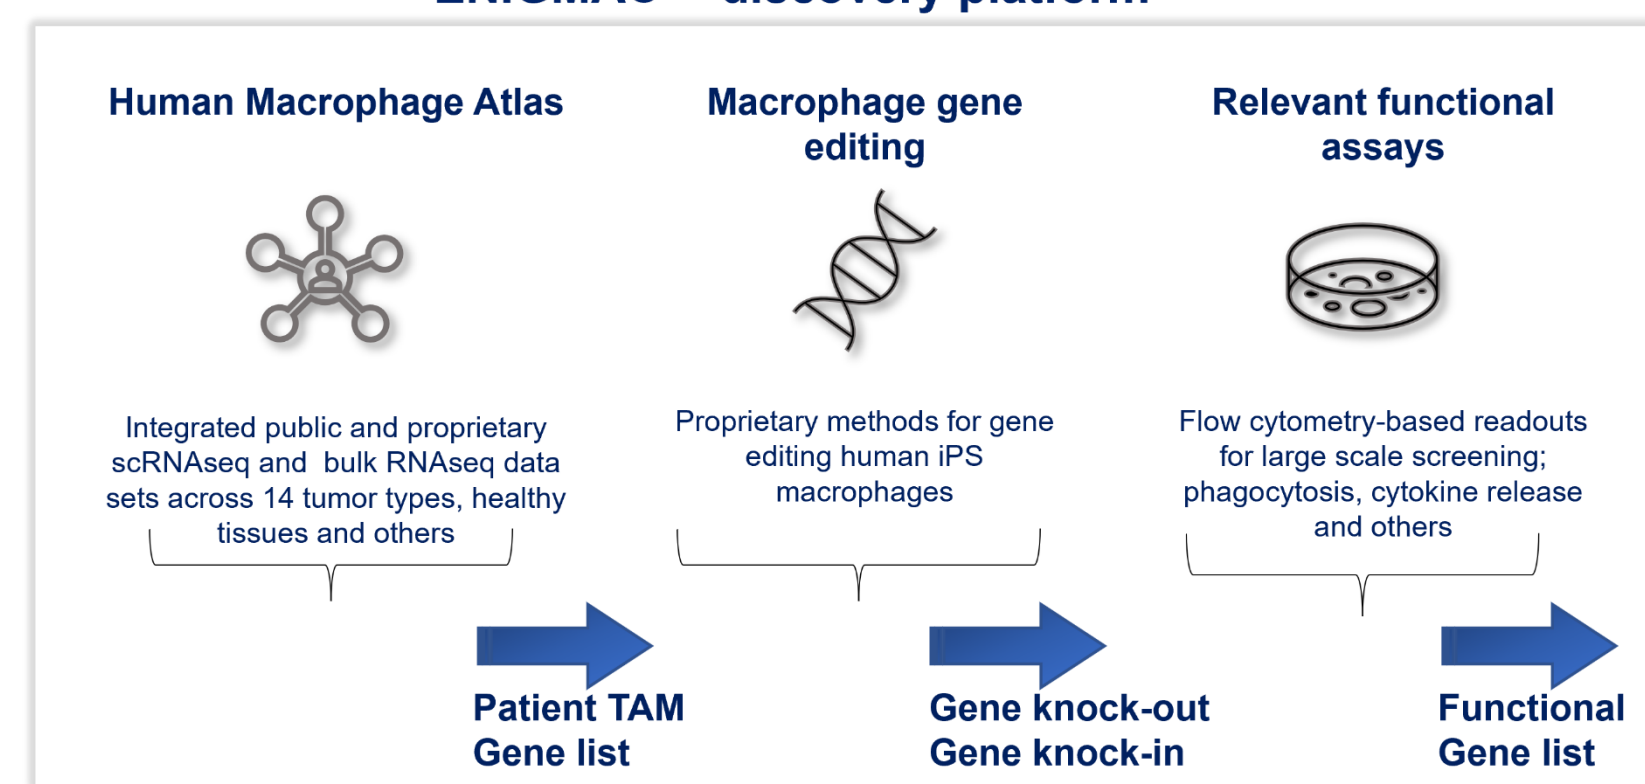 ENIGMAC discovery platform
Human Macrophage Atlas
Integrated public and proprietary
scRNAseq and  bulk RNAseq data
sets across 14 tumor types, healthy
tissues and others
Patient TAM
Gene list
Macrophage gene
editing
Proprietary methods for gene
editing human iPS
macrophages
Gene knock-out
Gene knock-in
Relevant functional
assays
Flow cytometry-based readouts
for large scale screening;
phagocytosis, cytokine release
and others
Functional
Gene list